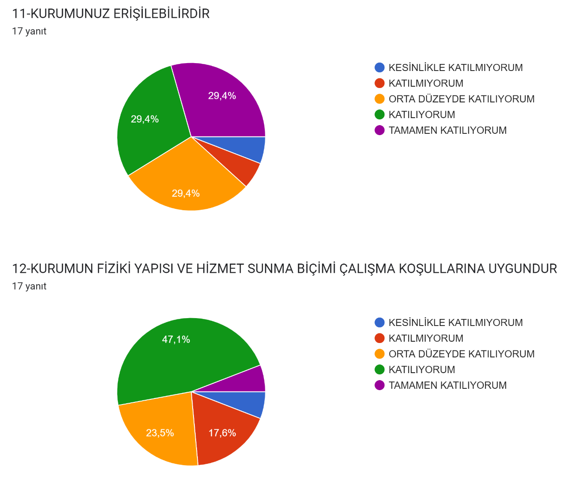 11-KURUMUNUZ ERİŞİLEBİLİRDİR
17 yanıt
29,4%
29,4%
29,4%
KESİNLİKLE KATILMIYORUM
KATILMIYORUM
ORTA DÜZEYDE KATILIYORUM
KATILIYORUM
TAMAMEN KATILIYORUM
12-KURUMUN FİZİKİ YAPISI VE HİZMET SUNMA BİÇİMİ ÇALIŞMA KOŞULLARINA UYGUNDUR
17 yanıt
47,1%
23,5%
17,6%
KESİNLİKLE KATILMIYORUM
KATILMIYORUM
ORTA DÜZEYDE KATILIYORUM
KATILIYORUM
TAMAMEN KATILIYORUM